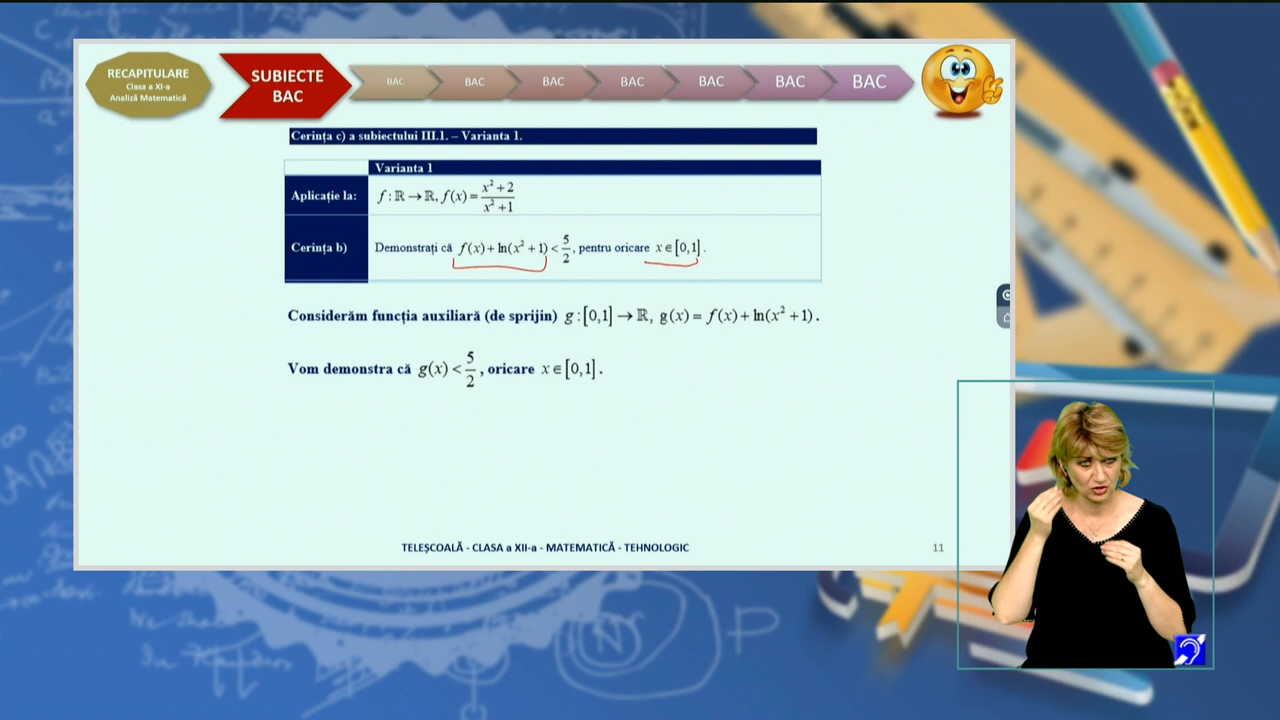 RECAPITULARE
Clasa a XI-a
Analiză Matematică
SUBIECTE
BAC
BAC BAC BAC BAC BAC BAC BAC
Cerința c) a subiectului III.1. – Varianta 1.
Varianta 1
Aplicație la: f : ℝ → ℝ, f(x) = (x² + 2)/(x² + 1)
Cerința b) Demonstrați că f(x) + ln(x² + 1) < 5/2, pentru oricare x ∈ [0,1].
Considerăm funcția auxiliară (de sprijin) g : [0,1] → ℝ, g(x) = f(x) + ln(x² + 1).
Vom demonstra că g(x) < 5/2, oricare x ∈ [0,1].
TELEȘCOALĂ - CLASA a XII-a - MATEMATICĂ - TEHNOLOGIC
11
N
P